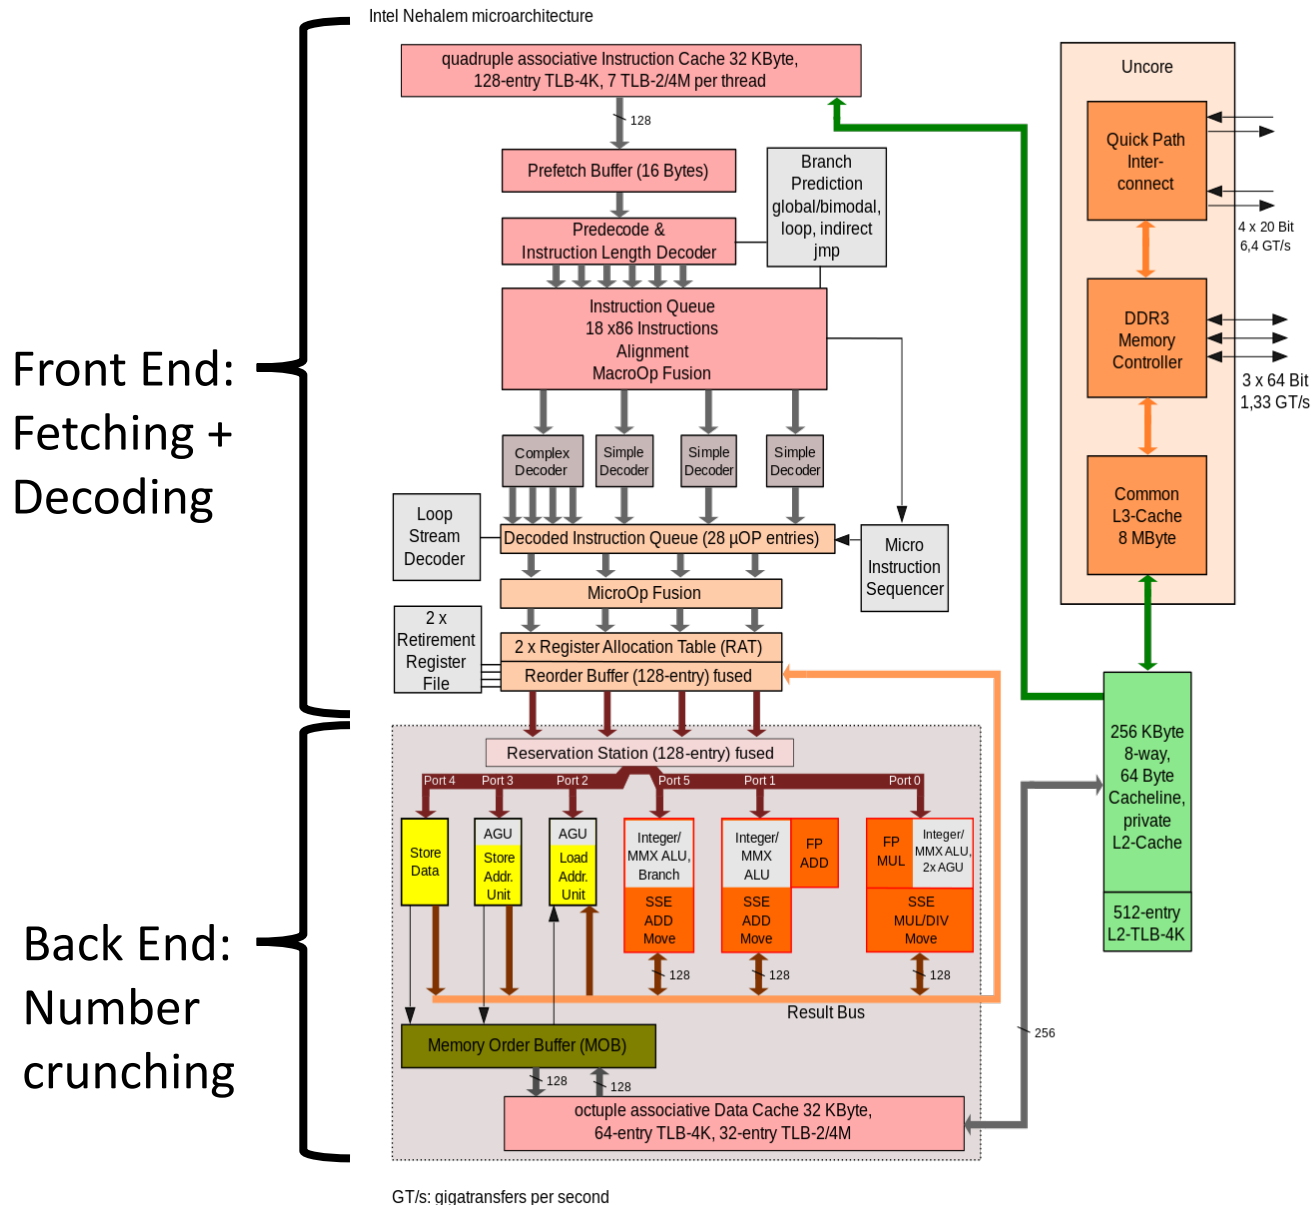 Intel Nehalem microarchitecture
quadruple associative Instruction Cache 32 KByte,
128-entry TLB-4K, 7 TLB-2/4M per thread
128
Prefetch Buffer (16 Bytes)
Predecode &
Instruction Length Decoder
Branch
Prediction
global/bimodal,
loop, indirect
jmp
Instruction Queue
18 x86 Instructions
Alignment
MacroOp Fusion
Front End:
Fetching +
Decoding
Complex
Decoder
Simple
Decoder
Simple
Decoder
Simple
Decoder
Loop
Stream
Decoder
Decoded Instruction Queue (28 µOP entries)
Micro
Instruction
Sequencer
MicroOp Fusion
2 x
Retirement
Register
File
2 x Register Allocation Table (RAT)
Reorder Buffer (128-entry) fused
Uncore
Quick Path
Inter-
connect
4 x 20 Bit
6,4 GT/s
DDR3
Memory
Controller
3 x 64 Bit
1,33 GT/s
Common
L3-Cache
8 MByte
256 KByte
8-way,
64 Byte
Cacheline,
private
L2-Cache
512-entry
L2-TLB-4K
Back End:
Number
crunching
Reservation Station (128-entry) fused
Port 4
Port 3
Port 2
Port 5
Port 1
Port 0
Store
Data
AGU
Store
Addr.
Unit
AGU
Load
Addr.
Unit
Integer/
MMX ALU,
Branch
SSE
ADD
Move
Integer/
MMX
ALU
FP
ADD
SSE
ADD
Move
FP
MUL
Integer/
MMX ALU,
2x AGU
SSE
MUL/DIV
Move
128
128
128
Result Bus
Memory Order Buffer (MOB)
128
128
256
octuple associative Data Cache 32 KByte,
64-entry TLB-4K, 32-entry TLB-2/4M
GT/s: gigatransfers per second